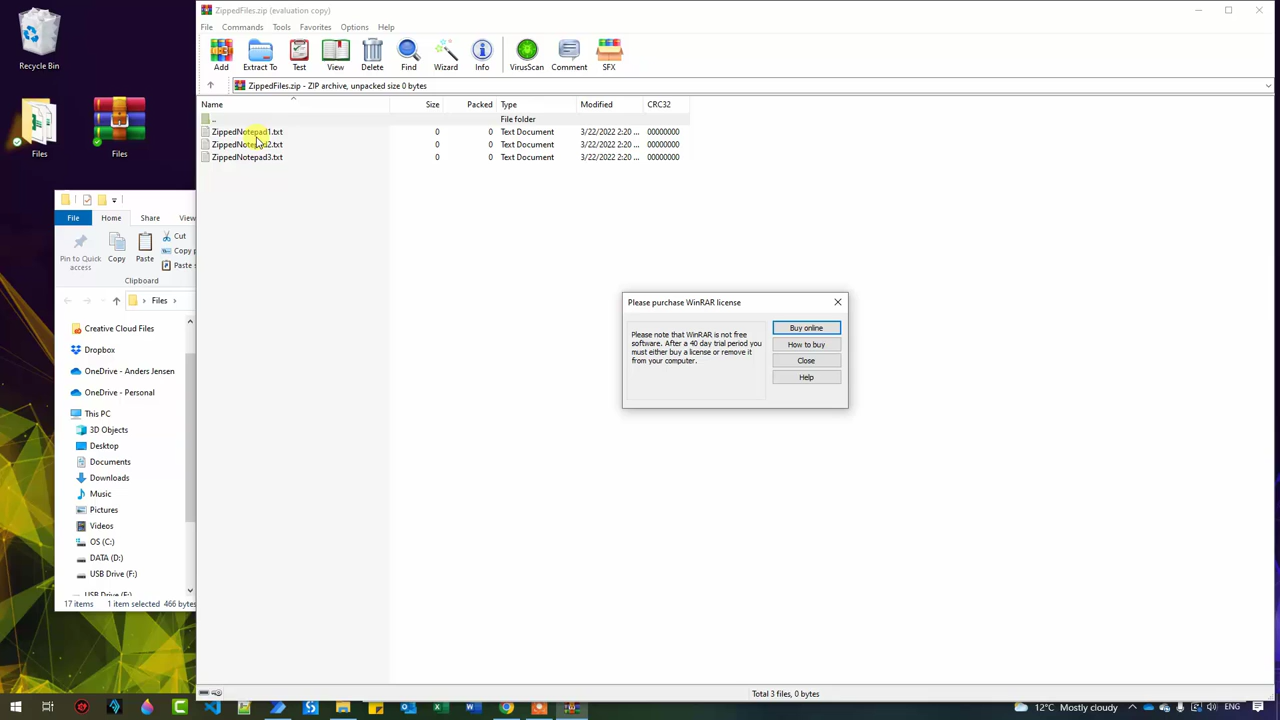 Recycle Bin
Files
Files
ZippedFiles.zip (evaluation copy)
File Commands Tools Favorites Options Help
Add Extract To Test View Delete Find Wizard Info VirusScan Comment SFX
ZippedFiles.zip - ZIP archive, unpacked size 0 bytes
Name Size Packed Type Modified CRC32
.. File folder
ZippedNotepad1.txt 0 0 Text Document 3/22/2022 2:20 ... 00000000
ZippedNotepad2.txt 0 0 Text Document 3/22/2022 2:20 ... 00000000
ZippedNotepad3.txt 0 0 Text Document 3/22/2022 2:20 ... 00000000
File Home Share View
Pin to Quick access
Copy
Paste
Cut
Copy p
Paste s
Clipboard
Files
Creative Cloud Files
Dropbox
OneDrive - Anders Jensen
OneDrive - Personal
This PC
3D Objects
Desktop
Documents
Downloads
Music
Pictures
Videos
OS (C:)
DATA (D:)
USB Drive (F:)
USB Drive (F:)
17 items 1 item selected 466 bytes
Please purchase WinRAR license
Please note that WinRAR is not free
software. After a 40 day trial period you
must either buy a license or remove it
from your computer.
Buy online
How to buy
Close
Help
Total 3 files, 0 bytes
12°C Mostly cloudy
ENG